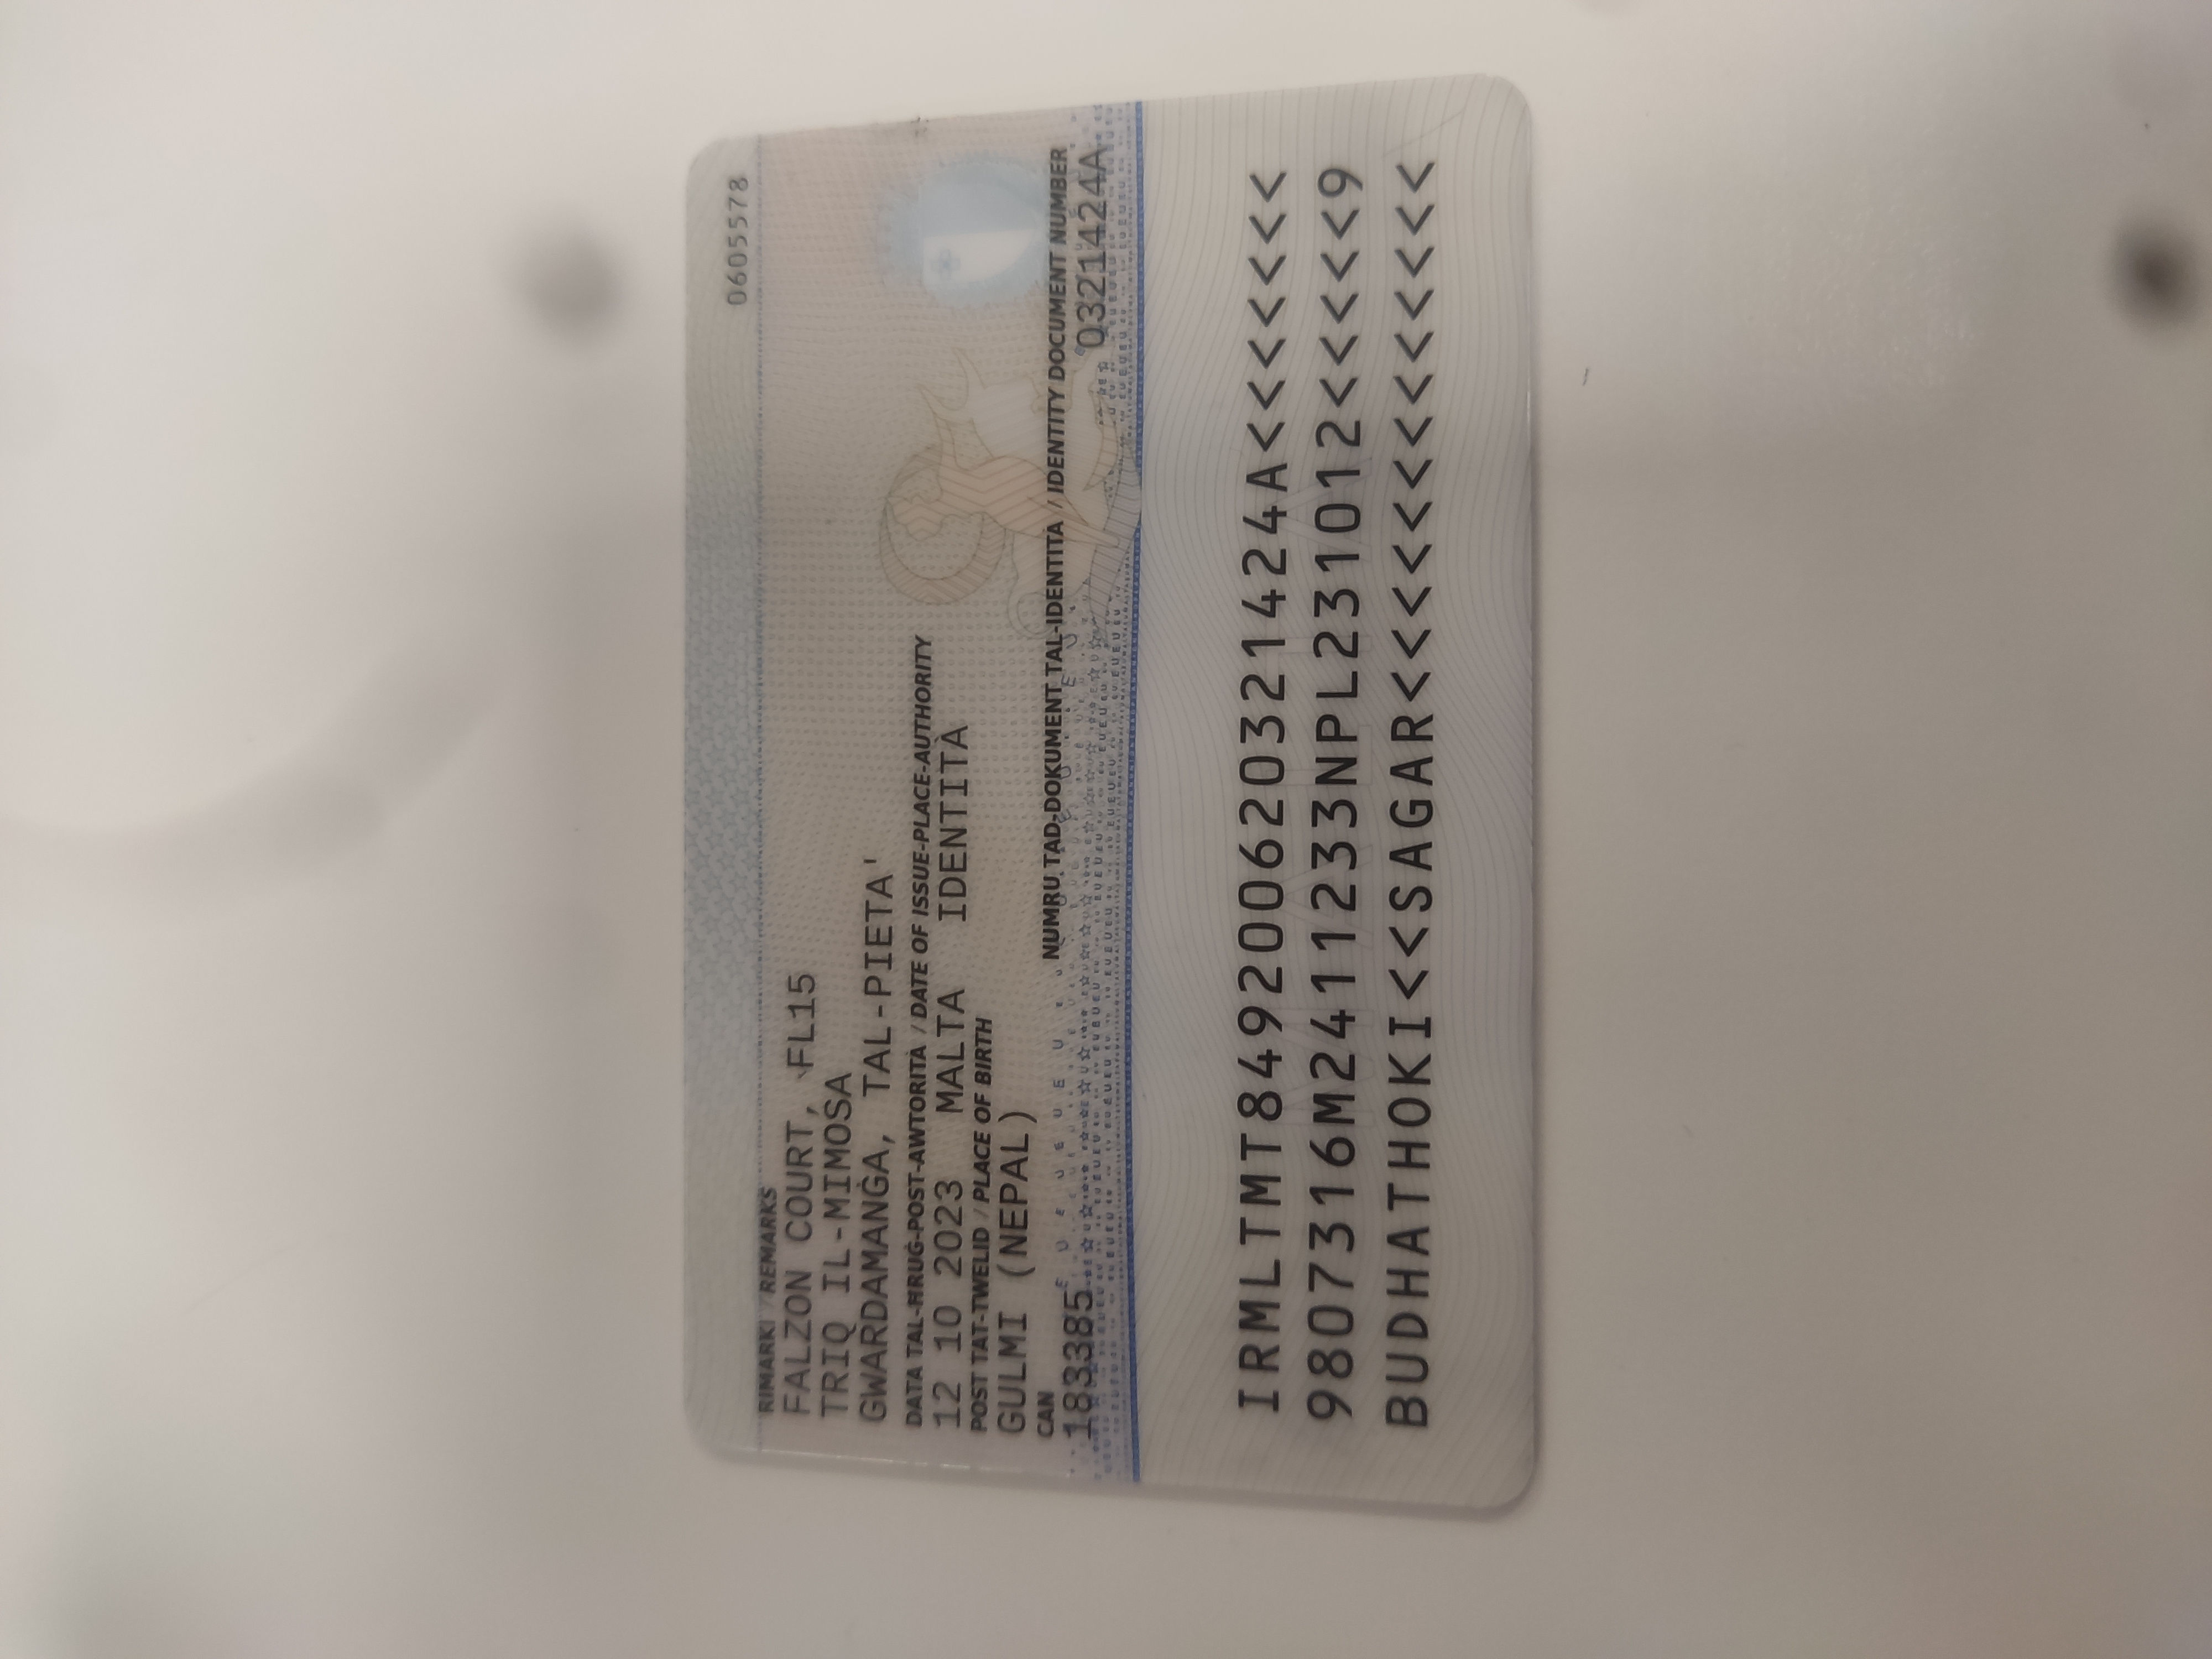 0605578
RIMARKI / REMARKS
FALZON COURT, FL15
TRIQ IL-MIMOSA
GWARDAMANĠA, TAL-PIETA'
DATA TAL-ĦRUĠ-POST-AWTORITÀ / DATE OF ISSUE-PLACE-AUTHORITY
12 10 2023 MALTA IDENTITÀ
POST TAT-TWELID / PLACE OF BIRTH
GULMI (NEPAL)
CAN NUMRU TAD-DOKUMENT TAL-IDENTITÀ / IDENTITY DOCUMENT NUMBER
183385 0321424A
IRMLTMT849200620321424A<<<<<<<
9807316M2411233NPL231012<<<<<9
BUDHATHOKI<<SAGAR<<<<<<<<<<<<<